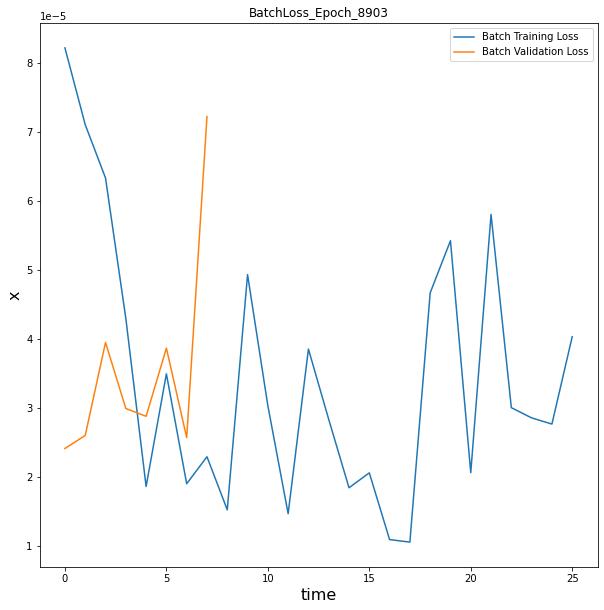 BatchLoss_Epoch_8903
1e−5
Batch Training Loss
Batch Validation Loss
8
7
6
5
4
3
2
1
x
0 5 10 15 20 25
time